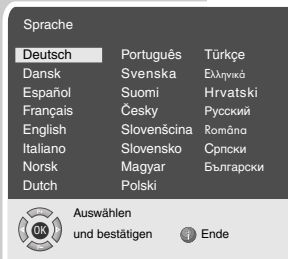 Sprache
Deutsch Português Türkçe
Dansk Svenska Ελληνικά
Español Suomi Hrvatski
Français Česky Русский
English Slovenščina Româna
Italiano Slovensko Српски
Norsk Magyar Български
Dutch Polski
Auswählen
OK und bestätigen i Ende